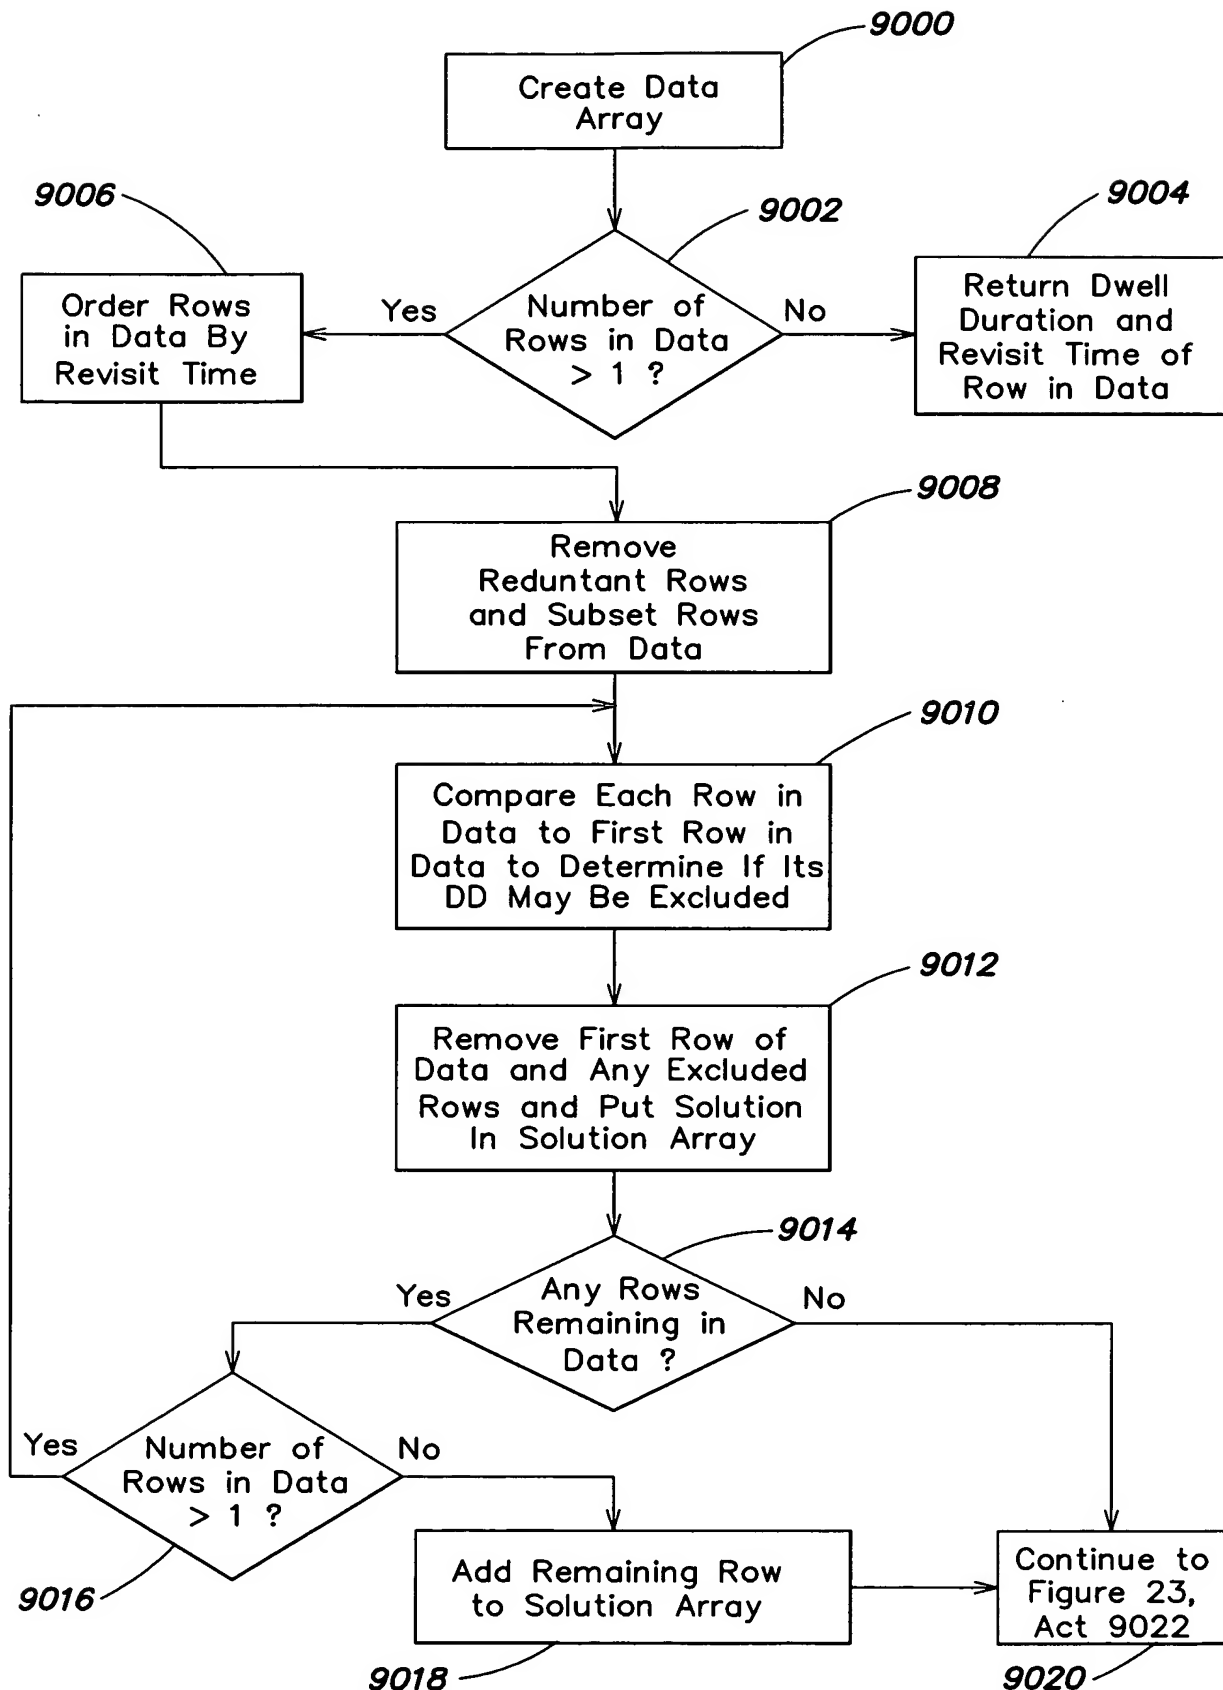 9000
Create Data
Array
9006
9002
9004
Order Rows
in Data By
Revisit Time
Yes
Number of
Rows in Data
> 1 ?
No
Return Dwell
Duration and
Revisit Time of
Row in Data
9008
Remove
Reduntant Rows
and Subset Rows
From Data
9010
Compare Each Row in
Data to First Row in
Data to Determine If Its
DD May Be Excluded
9012
Remove First Row of
Data and Any Excluded
Rows and Put Solution
In Solution Array
9014
Yes
Any Rows
Remaining in
Data ?
No
Yes
Number of
Rows in Data
> 1 ?
No
9016
Add Remaining Row
to Solution Array
9018
Continue to
Figure 23,
Act 9022
9020